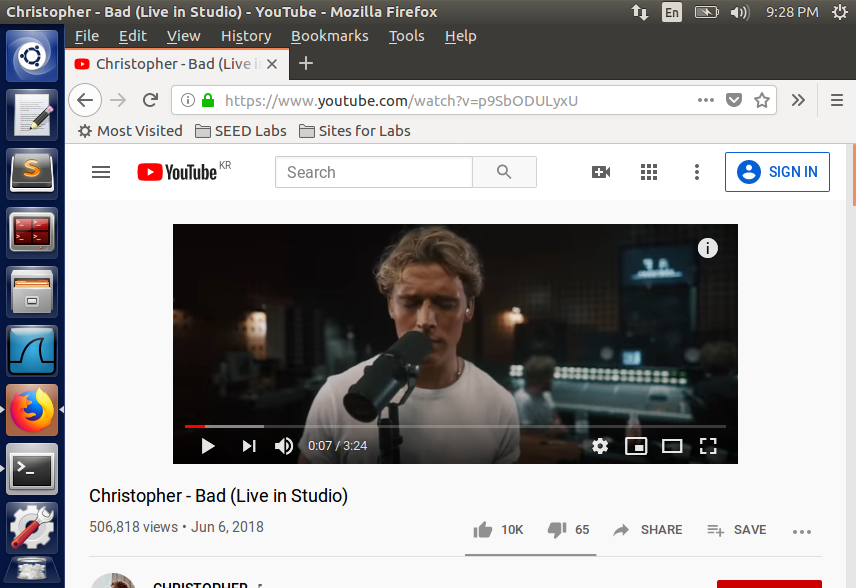 Christopher - Bad (Live in Studio) - YouTube - Mozilla Firefox
En
9:28 PM
File Edit View History Bookmarks Tools Help
Christopher - Bad (Live i
https://www.youtube.com/watch?v=p9SbODULyxU
Most Visited SEED Labs Sites for Labs
YouTube KR
Search
SIGN IN
0:07 / 3:24
Christopher - Bad (Live in Studio)
506,818 views • Jun 6, 2018
10K 65 SHARE SAVE
CHRISTOPHER